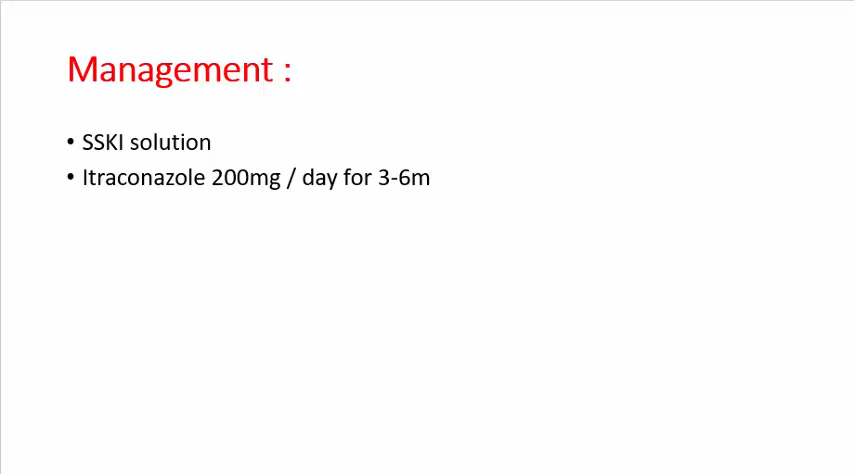 Management :
• SSKI solution
• Itraconazole 200mg / day for 3-6m